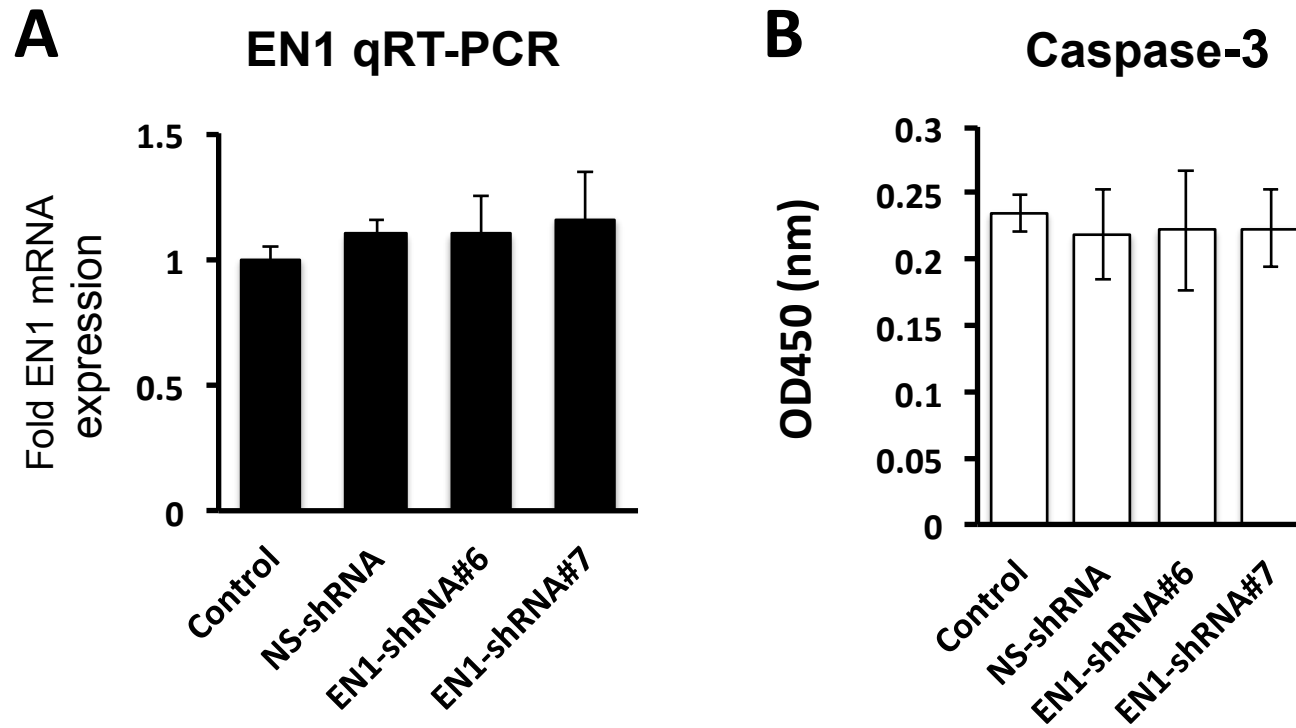 A
EN1 qRT-PCR
Fold EN1 mRNA
expression
1.5
1
0.5
0
Control
NS-shRNA
EN1-shRNA#6
EN1-shRNA#7
B
Caspase-3
OD450 (nm)
0.3
0.25
0.2
0.15
0.1
0.05
0
Control
NS-shRNA
EN1-shRNA#6
EN1-shRNA#7